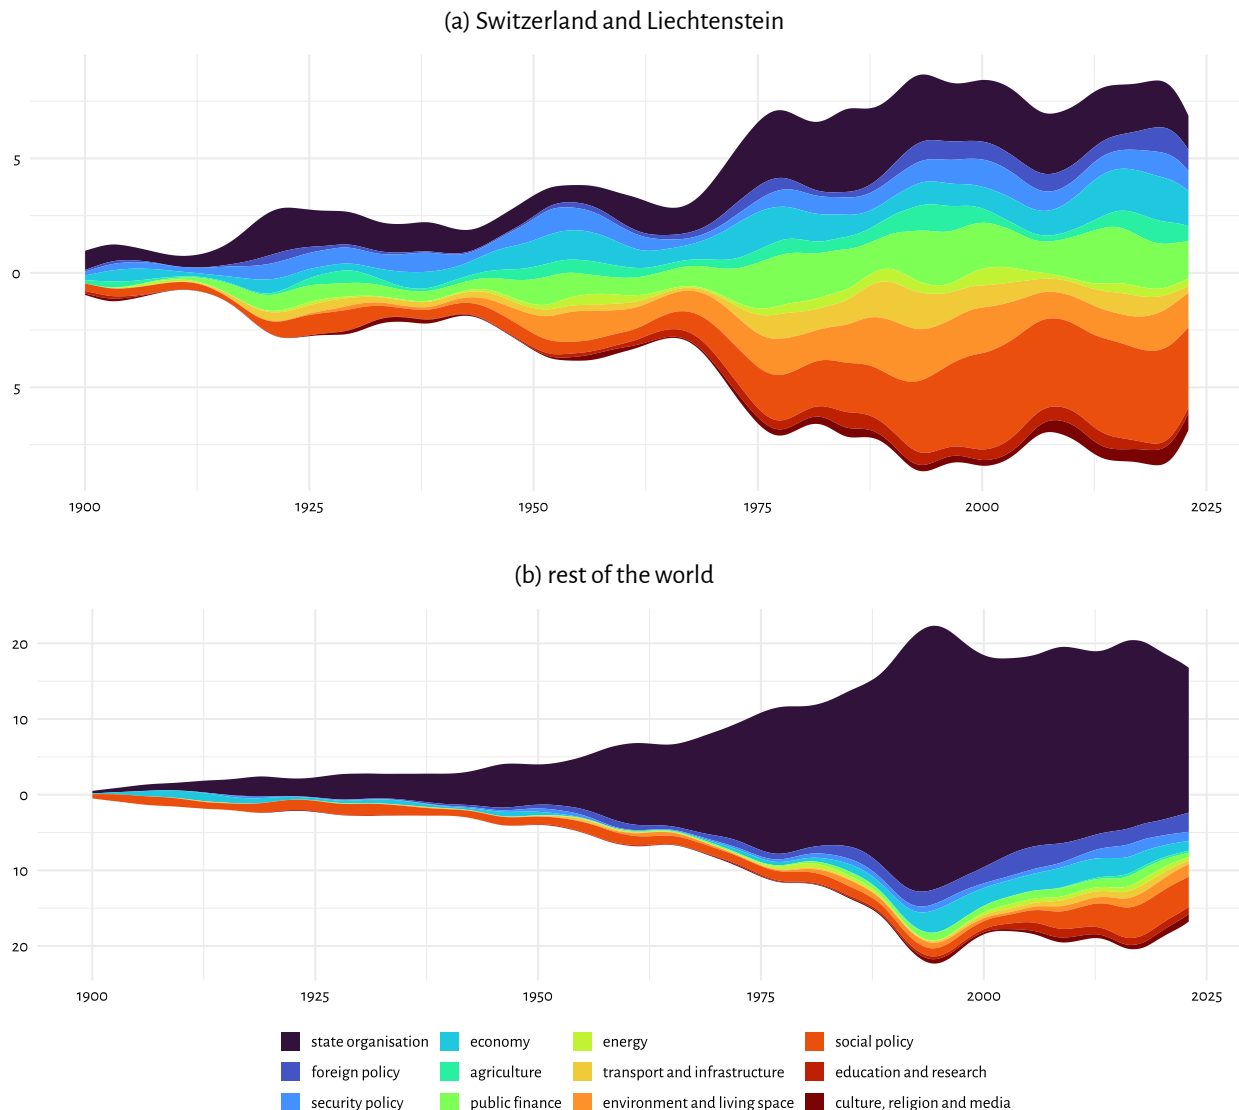 (a) Switzerland and Liechtenstein
5
0
5
1900 1925 1950 1975 2000 2025
(b) rest of the world
20
10
0
10
20
1900 1925 1950 1975 2000 2025
state organisation economy energy social policy
foreign policy agriculture transport and infrastructure education and research
security policy public finance environment and living space culture, religion and media